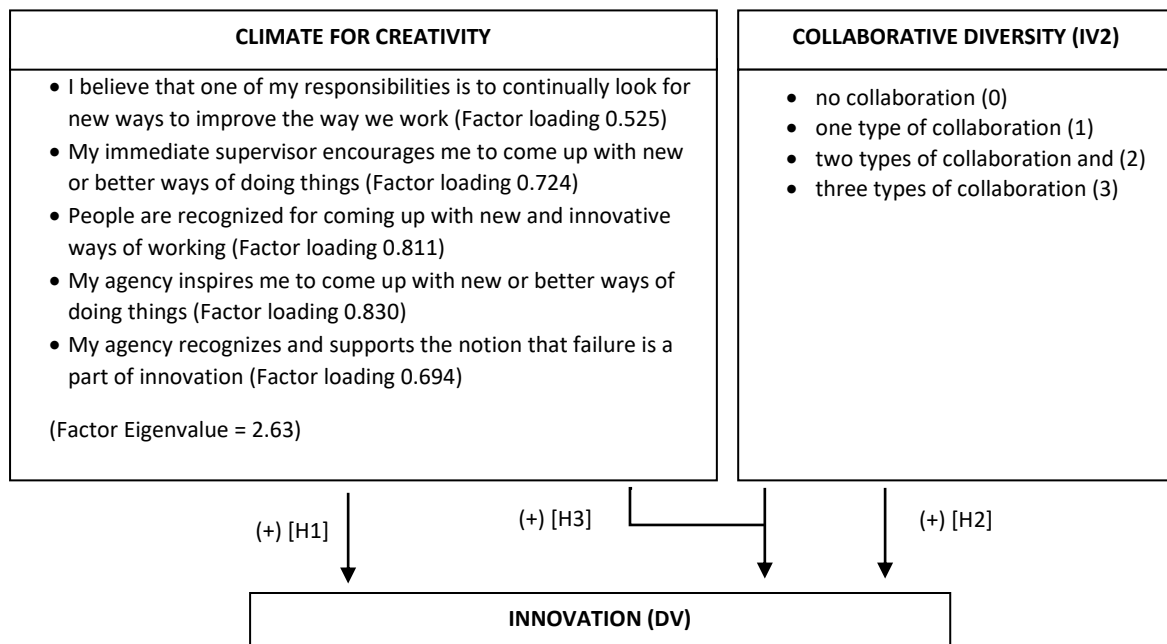 CLIMATE FOR CREATIVITY
• I believe that one of my responsibilities is to continually look for
new ways to improve the way we work (Factor loading 0.525)
• My immediate supervisor encourages me to come up with new
or better ways of doing things (Factor loading 0.724)
• People are recognized for coming up with new and innovative
ways of working (Factor loading 0.811)
• My agency inspires me to come up with new or better ways of
doing things (Factor loading 0.830)
• My agency recognizes and supports the notion that failure is a
part of innovation (Factor loading 0.694)
(Factor Eigenvalue = 2.63)
COLLABORATIVE DIVERSITY (IV2)
• no collaboration (0)
• one type of collaboration (1)
• two types of collaboration and (2)
• three types of collaboration (3)
(+) [H1]
(+) [H3]
(+) [H2]
INNOVATION (DV)